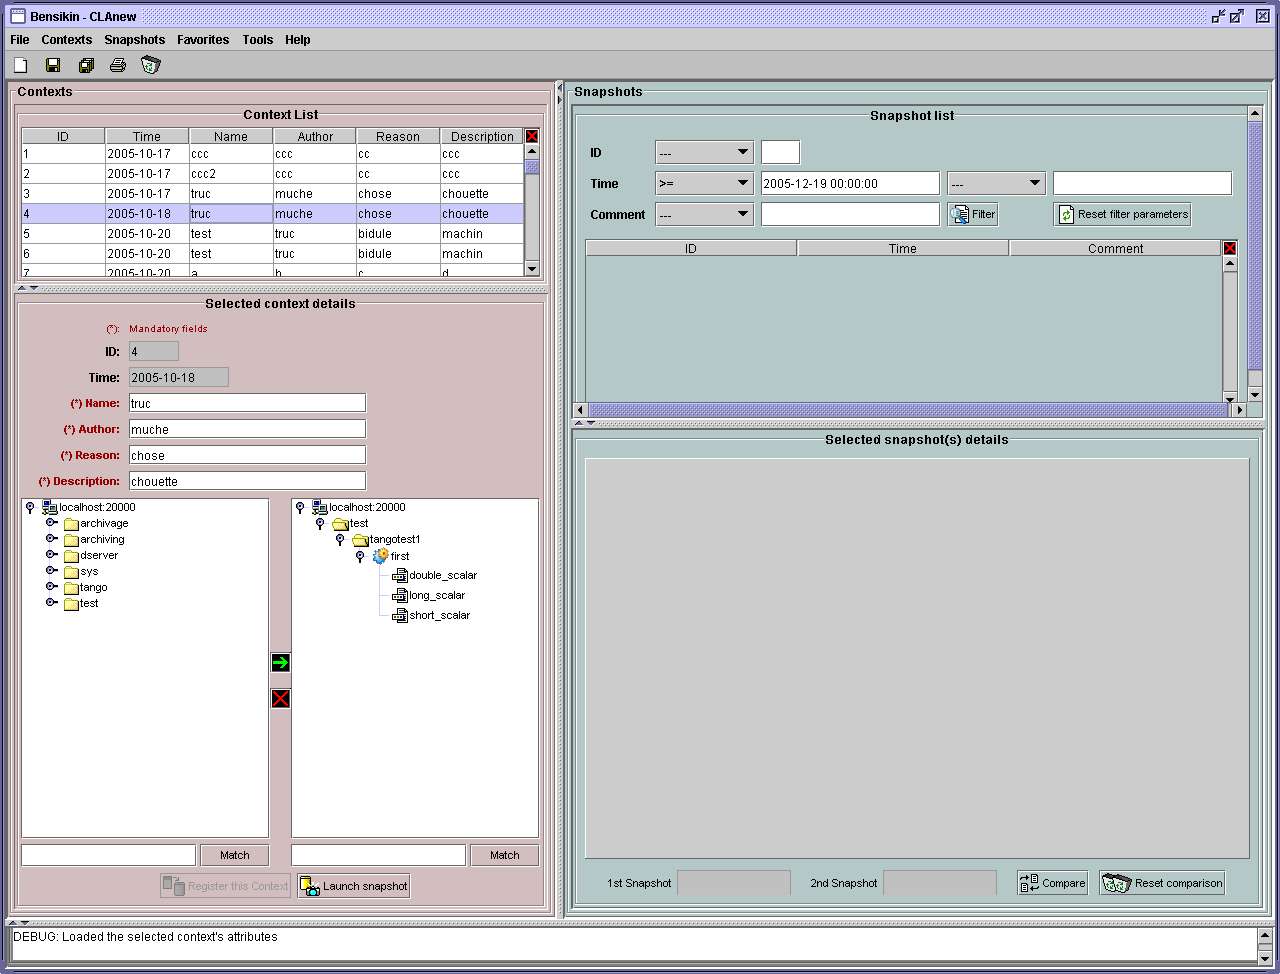 Bensikin - CLAnew
File Contexts Snapshots Favorites Tools Help
Contexts
Context List
ID Time Name Author Reason Description
1 2005-10-17 ccc ccc cc ccc
2 2005-10-17 ccc2 ccc cc ccc
3 2005-10-17 truc muche chose chouette
4 2005-10-18 truc muche chose chouette
5 2005-10-20 test truc bidule machin
6 2005-10-20 test truc bidule machin
7 2005-10-20 a b c d
Selected context details
(*): Mandatory fields
ID: 4
Time: 2005-10-18
(*) Name: truc
(*) Author: muche
(*) Reason: chose
(*) Description: chouette
localhost:20000
archivage
archiving
dserver
sys
tango
test
Match
localhost:20000
test
tangotest1
first
double_scalar
long_scalar
short_scalar
Match
Register this Context Launch snapshot
Snapshots
Snapshot list
ID ---
Time >= 2005-12-19 00:00:00 ---
Comment --- Filter Reset filter parameters
ID Time Comment
Selected snapshot(s) details
1st Snapshot 2nd Snapshot Compare Reset comparison
DEBUG: Loaded the selected context's attributes